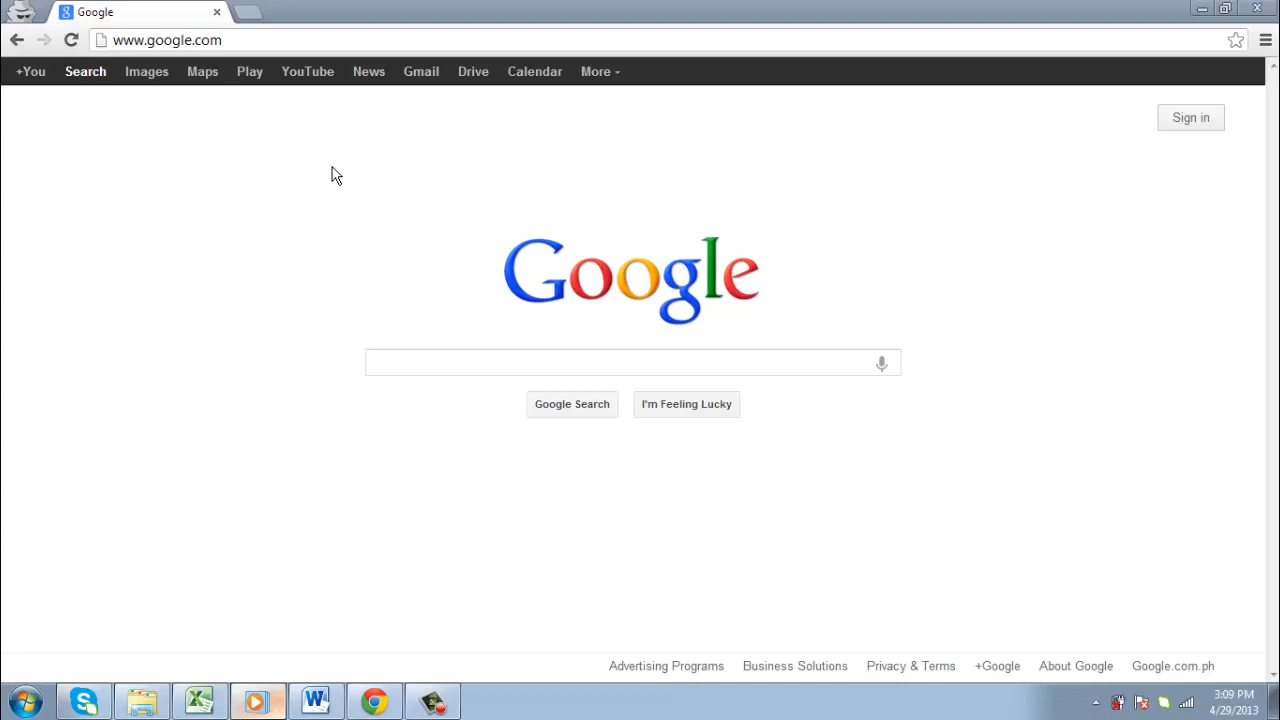 Google
www.google.com
+You Search Images Maps Play YouTube News Gmail Drive Calendar More
Sign in
Google
Google Search I'm Feeling Lucky
Advertising Programs Business Solutions Privacy & Terms +Google About Google Google.com.ph
3:09 PM
4/29/2013